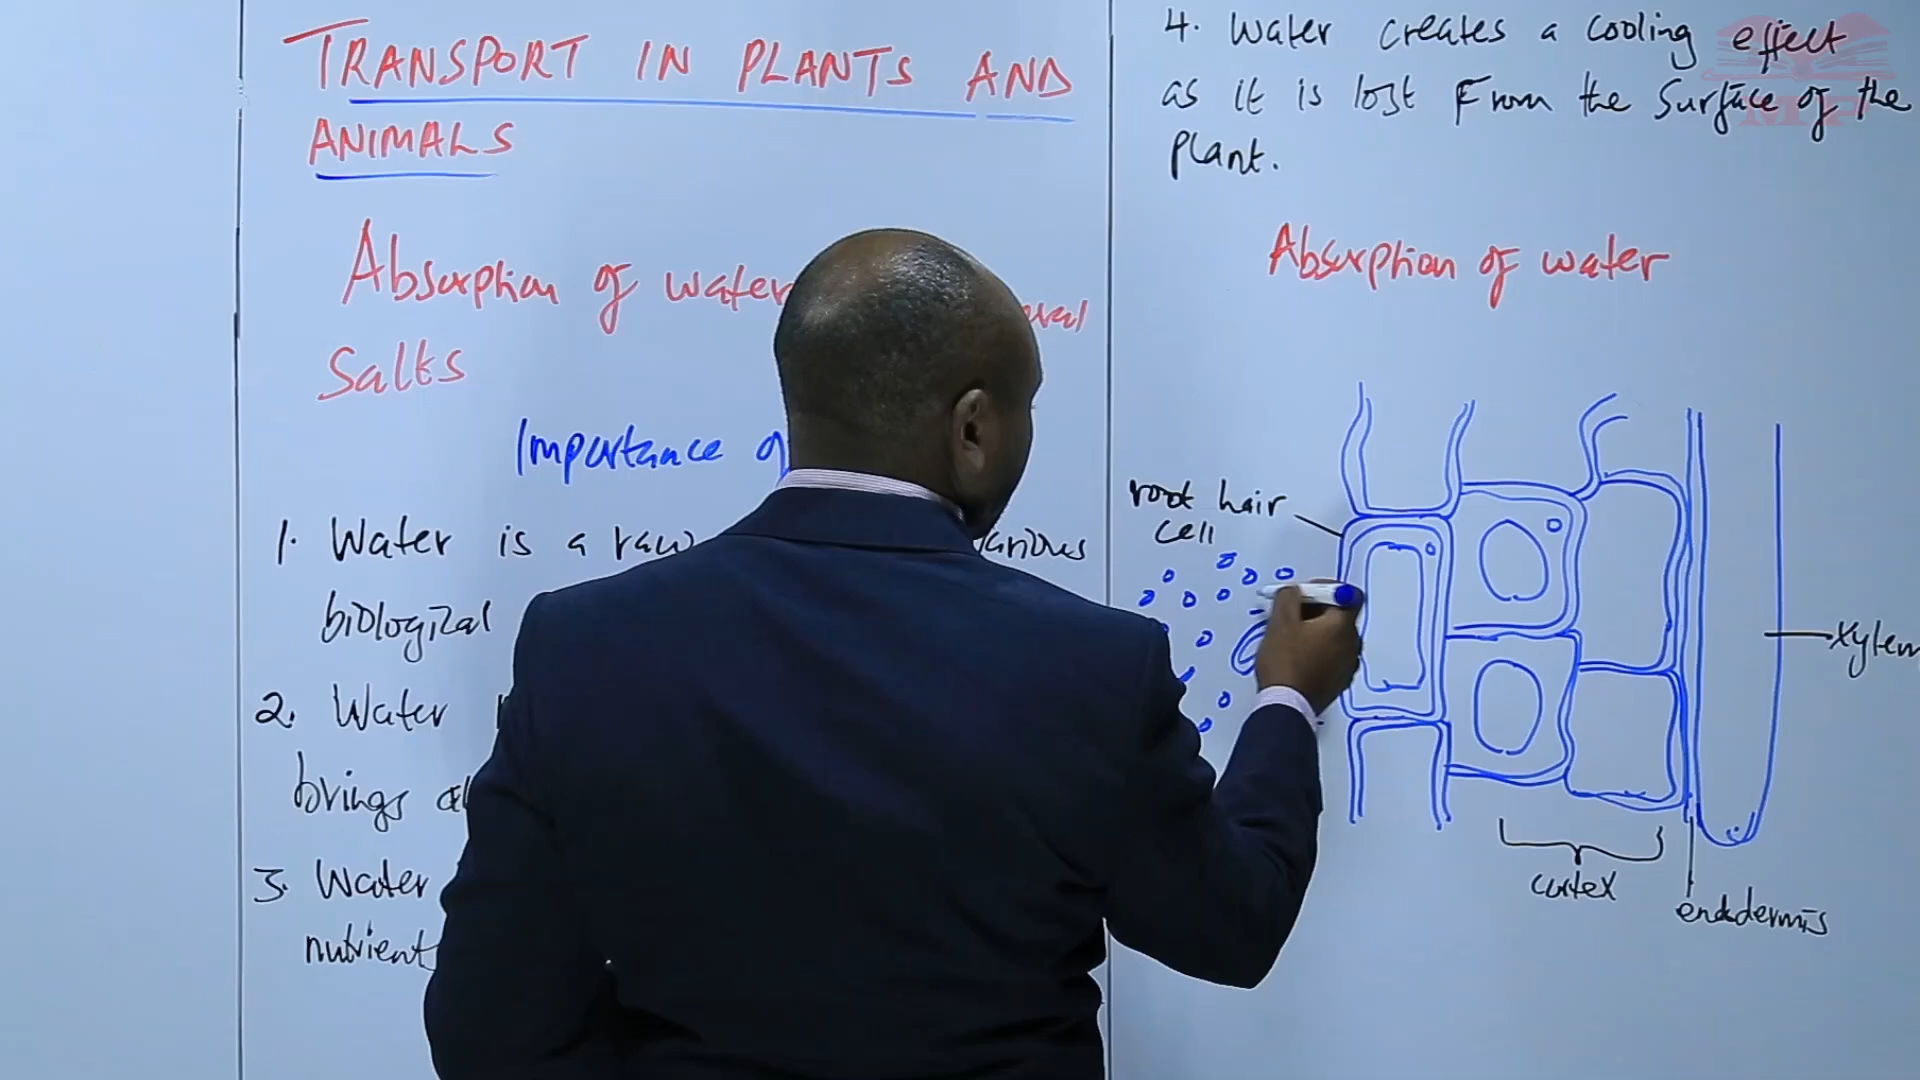 TRANSPORT IN PLANTS AND
ANIMALS
Absorption of water
Salts
Importance of
1. Water is a raw
biological
2. Water
brings
3. Water
nutrient
4. Water creates a cooling effect
as it is lost From the Surface of the
plant.
Absorption of water
root hair
cell
xylem
cortex
endodermis